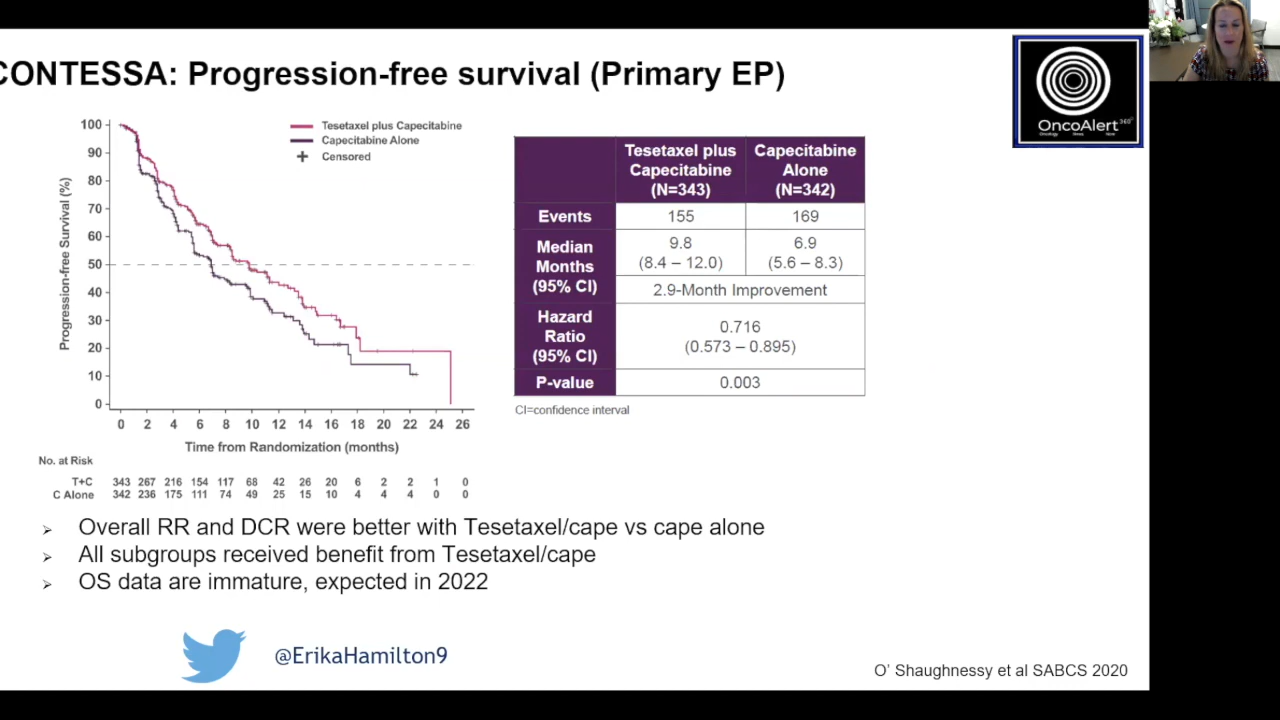 CONTESSA: Progression-free survival (Primary EP)
OncoAlert 360°
Oncology News Now
100
90
80
70
60
50
40
30
20
10
0
Progression-free Survival (%)
Tesetaxel plus Capecitabine
Capecitabine Alone
Censored
0 2 4 6 8 10 12 14 16 18 20 22 24 26
Time from Randomization (months)
No. at Risk
T+C 343 267 216 154 117 68 42 26 20 6 2 2 1 0
C Alone 342 236 175 111 74 49 25 15 10 4 4 4 0 0
Tesetaxel plus Capecitabine (N=343) Capecitabine Alone (N=342)
Events 155 169
Median Months (95% CI) 9.8 (8.4 – 12.0) 6.9 (5.6 – 8.3)
2.9-Month Improvement
Hazard Ratio (95% CI) 0.716 (0.573 – 0.895)
P-value 0.003
CI=confidence interval
Overall RR and DCR were better with Tesetaxel/cape vs cape alone
All subgroups received benefit from Tesetaxel/cape
OS data are immature, expected in 2022
@ErikaHamilton9
O' Shaughnessy et al SABCS 2020